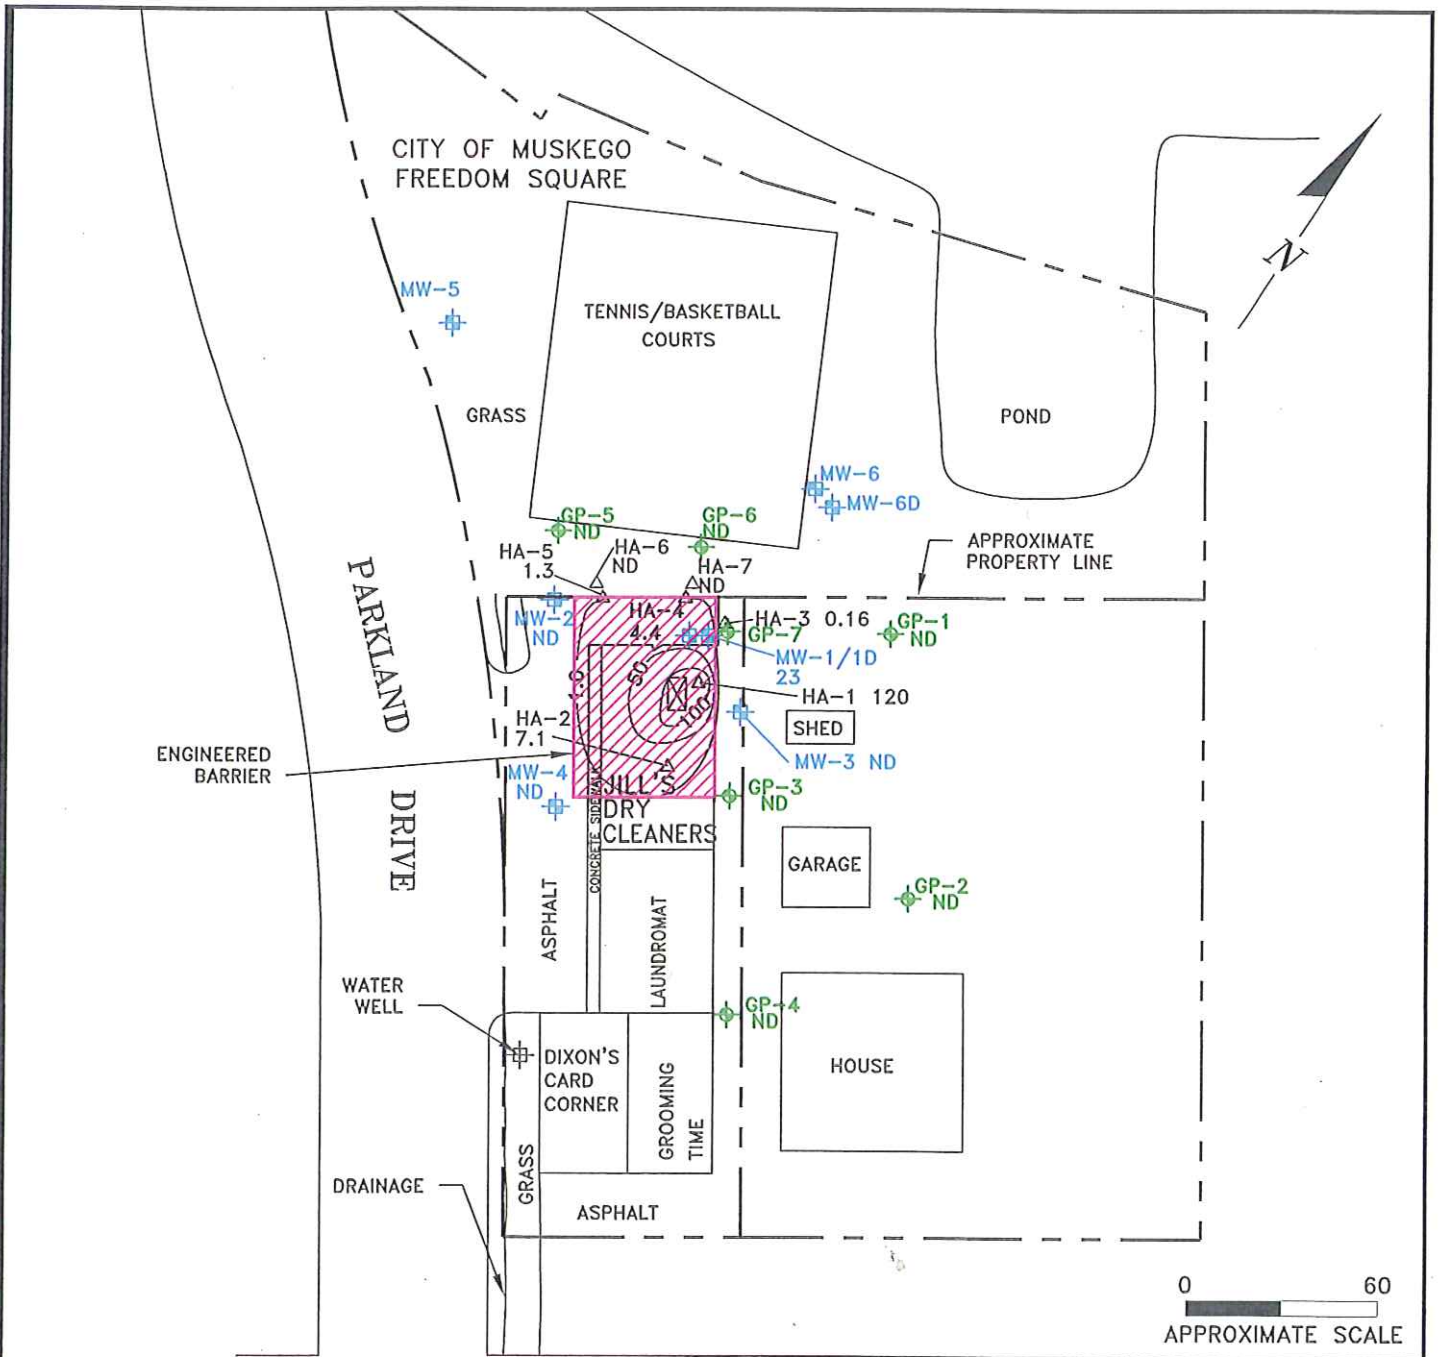 CITY OF MUSKEGO
FREEDOM SQUARE
N
MW-5
TENNIS/BASKETBALL
COURTS
GRASS
POND
MW-6
MW-6D
GP-5
ND
GP-6
ND
HA-5
1.3
HA-6
ND
HA-7
ND
APPROXIMATE
PROPERTY LINE
PARKLAND
DRIVE
MW-2
ND
HA-4
4.4
HA-3 0.16
GP-7
GP-1
ND
MW-1/1D
23
1.0
50
100
HA-1 120
HA-2
7.1
SHED
ENGINEERED
BARRIER
MW-3 ND
MW-4
ND
GP-3
ND
JILL'S
DRY
CLEANERS
CONCRETE SIDEWALK
GARAGE
GP-2
ND
ASPHALT
LAUNDROMAT
WATER
WELL
GP-4
ND
DIXON'S
CARD
CORNER
GROOMING
TIME
HOUSE
GRASS
DRAINAGE
ASPHALT
0 60
APPROXIMATE SCALE